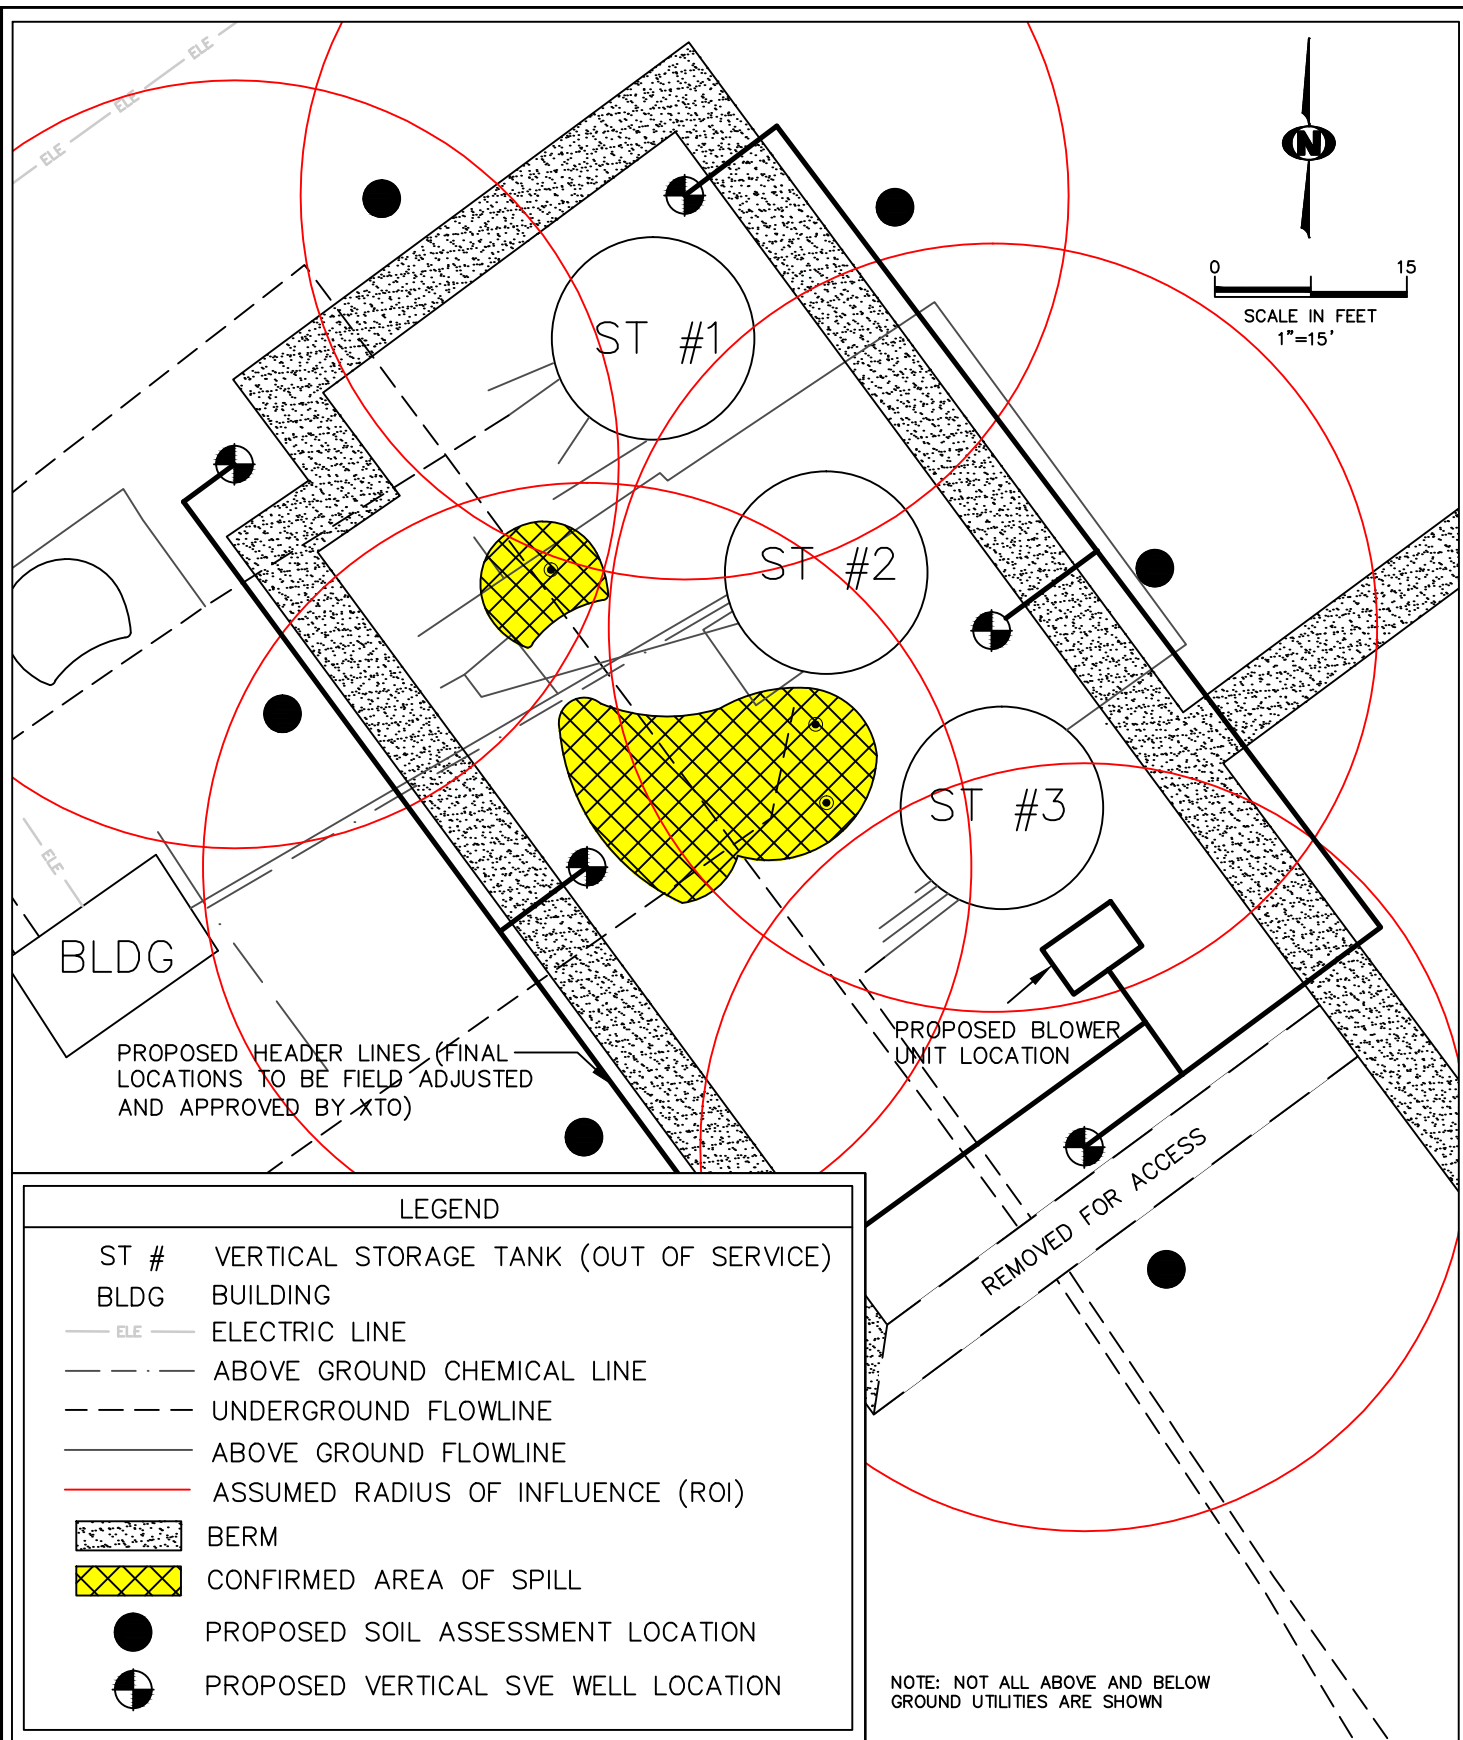 ELE
ELE
ELE
N
0 15
SCALE IN FEET
1"=15'
ST #1
ST #2
ST #3
ELE
BLDG
PROPOSED HEADER LINES (FINAL
LOCATIONS TO BE FIELD ADJUSTED
AND APPROVED BY XTO)
PROPOSED BLOWER
UNIT LOCATION
REMOVED FOR ACCESS
LEGEND
ST # VERTICAL STORAGE TANK (OUT OF SERVICE)
BLDG BUILDING
ELE ELECTRIC LINE
ABOVE GROUND CHEMICAL LINE
UNDERGROUND FLOWLINE
ABOVE GROUND FLOWLINE
ASSUMED RADIUS OF INFLUENCE (ROI)
BERM
CONFIRMED AREA OF SPILL
PROPOSED SOIL ASSESSMENT LOCATION
PROPOSED VERTICAL SVE WELL LOCATION
NOTE: NOT ALL ABOVE AND BELOW
GROUND UTILITIES ARE SHOWN